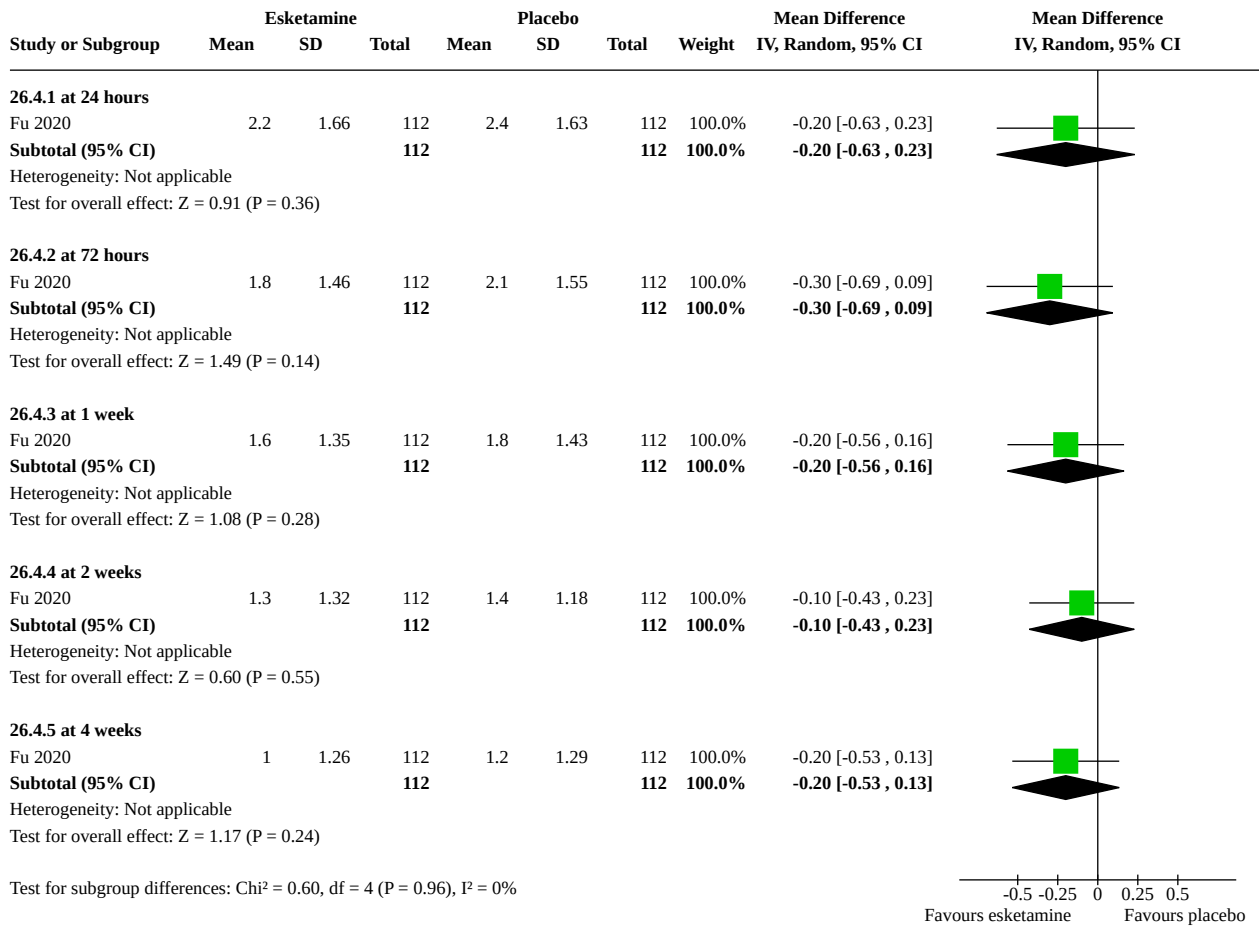 Esketamine Placebo Mean Difference Mean Difference
Study or Subgroup Mean SD Total Mean SD Total Weight IV, Random, 95% CI IV, Random, 95% CI
26.4.1 at 24 hours
Fu 2020 2.2 1.66 112 2.4 1.63 112 100.0% -0.20 [-0.63 , 0.23]
Subtotal (95% CI) 112 112 100.0% -0.20 [-0.63 , 0.23]
Heterogeneity: Not applicable
Test for overall effect: Z = 0.91 (P = 0.36)
26.4.2 at 72 hours
Fu 2020 1.8 1.46 112 2.1 1.55 112 100.0% -0.30 [-0.69 , 0.09]
Subtotal (95% CI) 112 112 100.0% -0.30 [-0.69 , 0.09]
Heterogeneity: Not applicable
Test for overall effect: Z = 1.49 (P = 0.14)
26.4.3 at 1 week
Fu 2020 1.6 1.35 112 1.8 1.43 112 100.0% -0.20 [-0.56 , 0.16]
Subtotal (95% CI) 112 112 100.0% -0.20 [-0.56 , 0.16]
Heterogeneity: Not applicable
Test for overall effect: Z = 1.08 (P = 0.28)
26.4.4 at 2 weeks
Fu 2020 1.3 1.32 112 1.4 1.18 112 100.0% -0.10 [-0.43 , 0.23]
Subtotal (95% CI) 112 112 100.0% -0.10 [-0.43 , 0.23]
Heterogeneity: Not applicable
Test for overall effect: Z = 0.60 (P = 0.55)
26.4.5 at 4 weeks
Fu 2020 1 1.26 112 1.2 1.29 112 100.0% -0.20 [-0.53 , 0.13]
Subtotal (95% CI) 112 112 100.0% -0.20 [-0.53 , 0.13]
Heterogeneity: Not applicable
Test for overall effect: Z = 1.17 (P = 0.24)
Test for subgroup differences: Chi² = 0.60, df = 4 (P = 0.96), I² = 0%
-0.5 -0.25 0 0.25 0.5
Favours esketamine Favours placebo